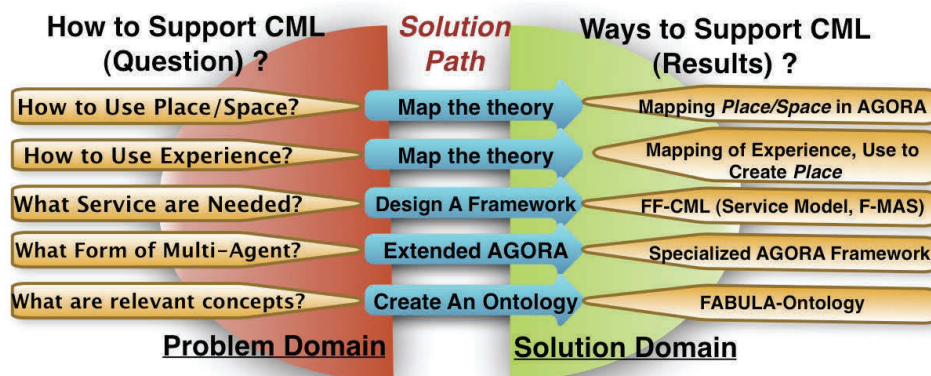 How to Support CML
(Question) ?
Solution
Path
Ways to Support CML
(Results) ?
How to Use Place/Space?
Map the theory
Mapping Place/Space in AGORA
How to Use Experience?
Map the theory
Mapping of Experience, Use to
Create Place
What Service are Needed?
Design A Framework
FF-CML (Service Model, F-MAS)
What Form of Multi-Agent?
Extended AGORA
Specialized AGORA Framework
What are relevant concepts?
Create An Ontology
FABULA-Ontology
Problem Domain
Solution Domain